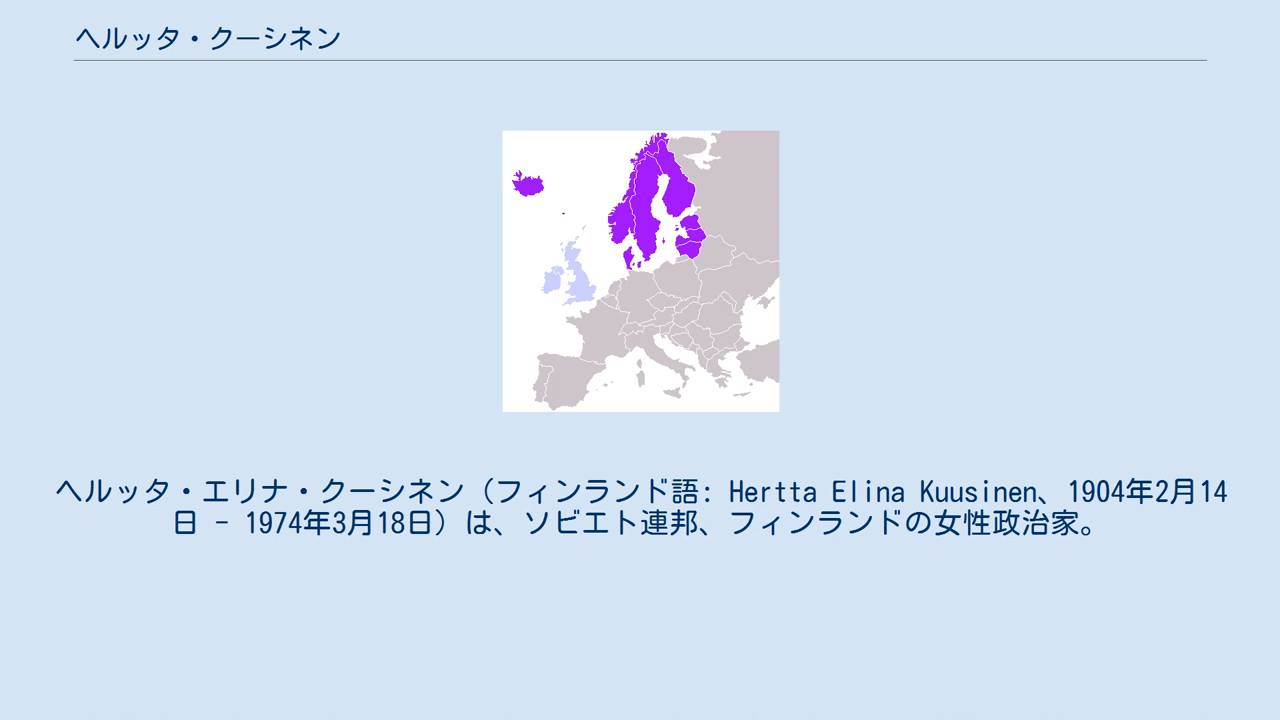 ヘルッタ・クーシネン
ヘルッタ・エリナ・クーシネン（フィンランド語: Hertta Elina Kuusinen、1904年2月14
日 - 1974年3月18日）は、ソビエト連邦、フィンランドの女性政治家。